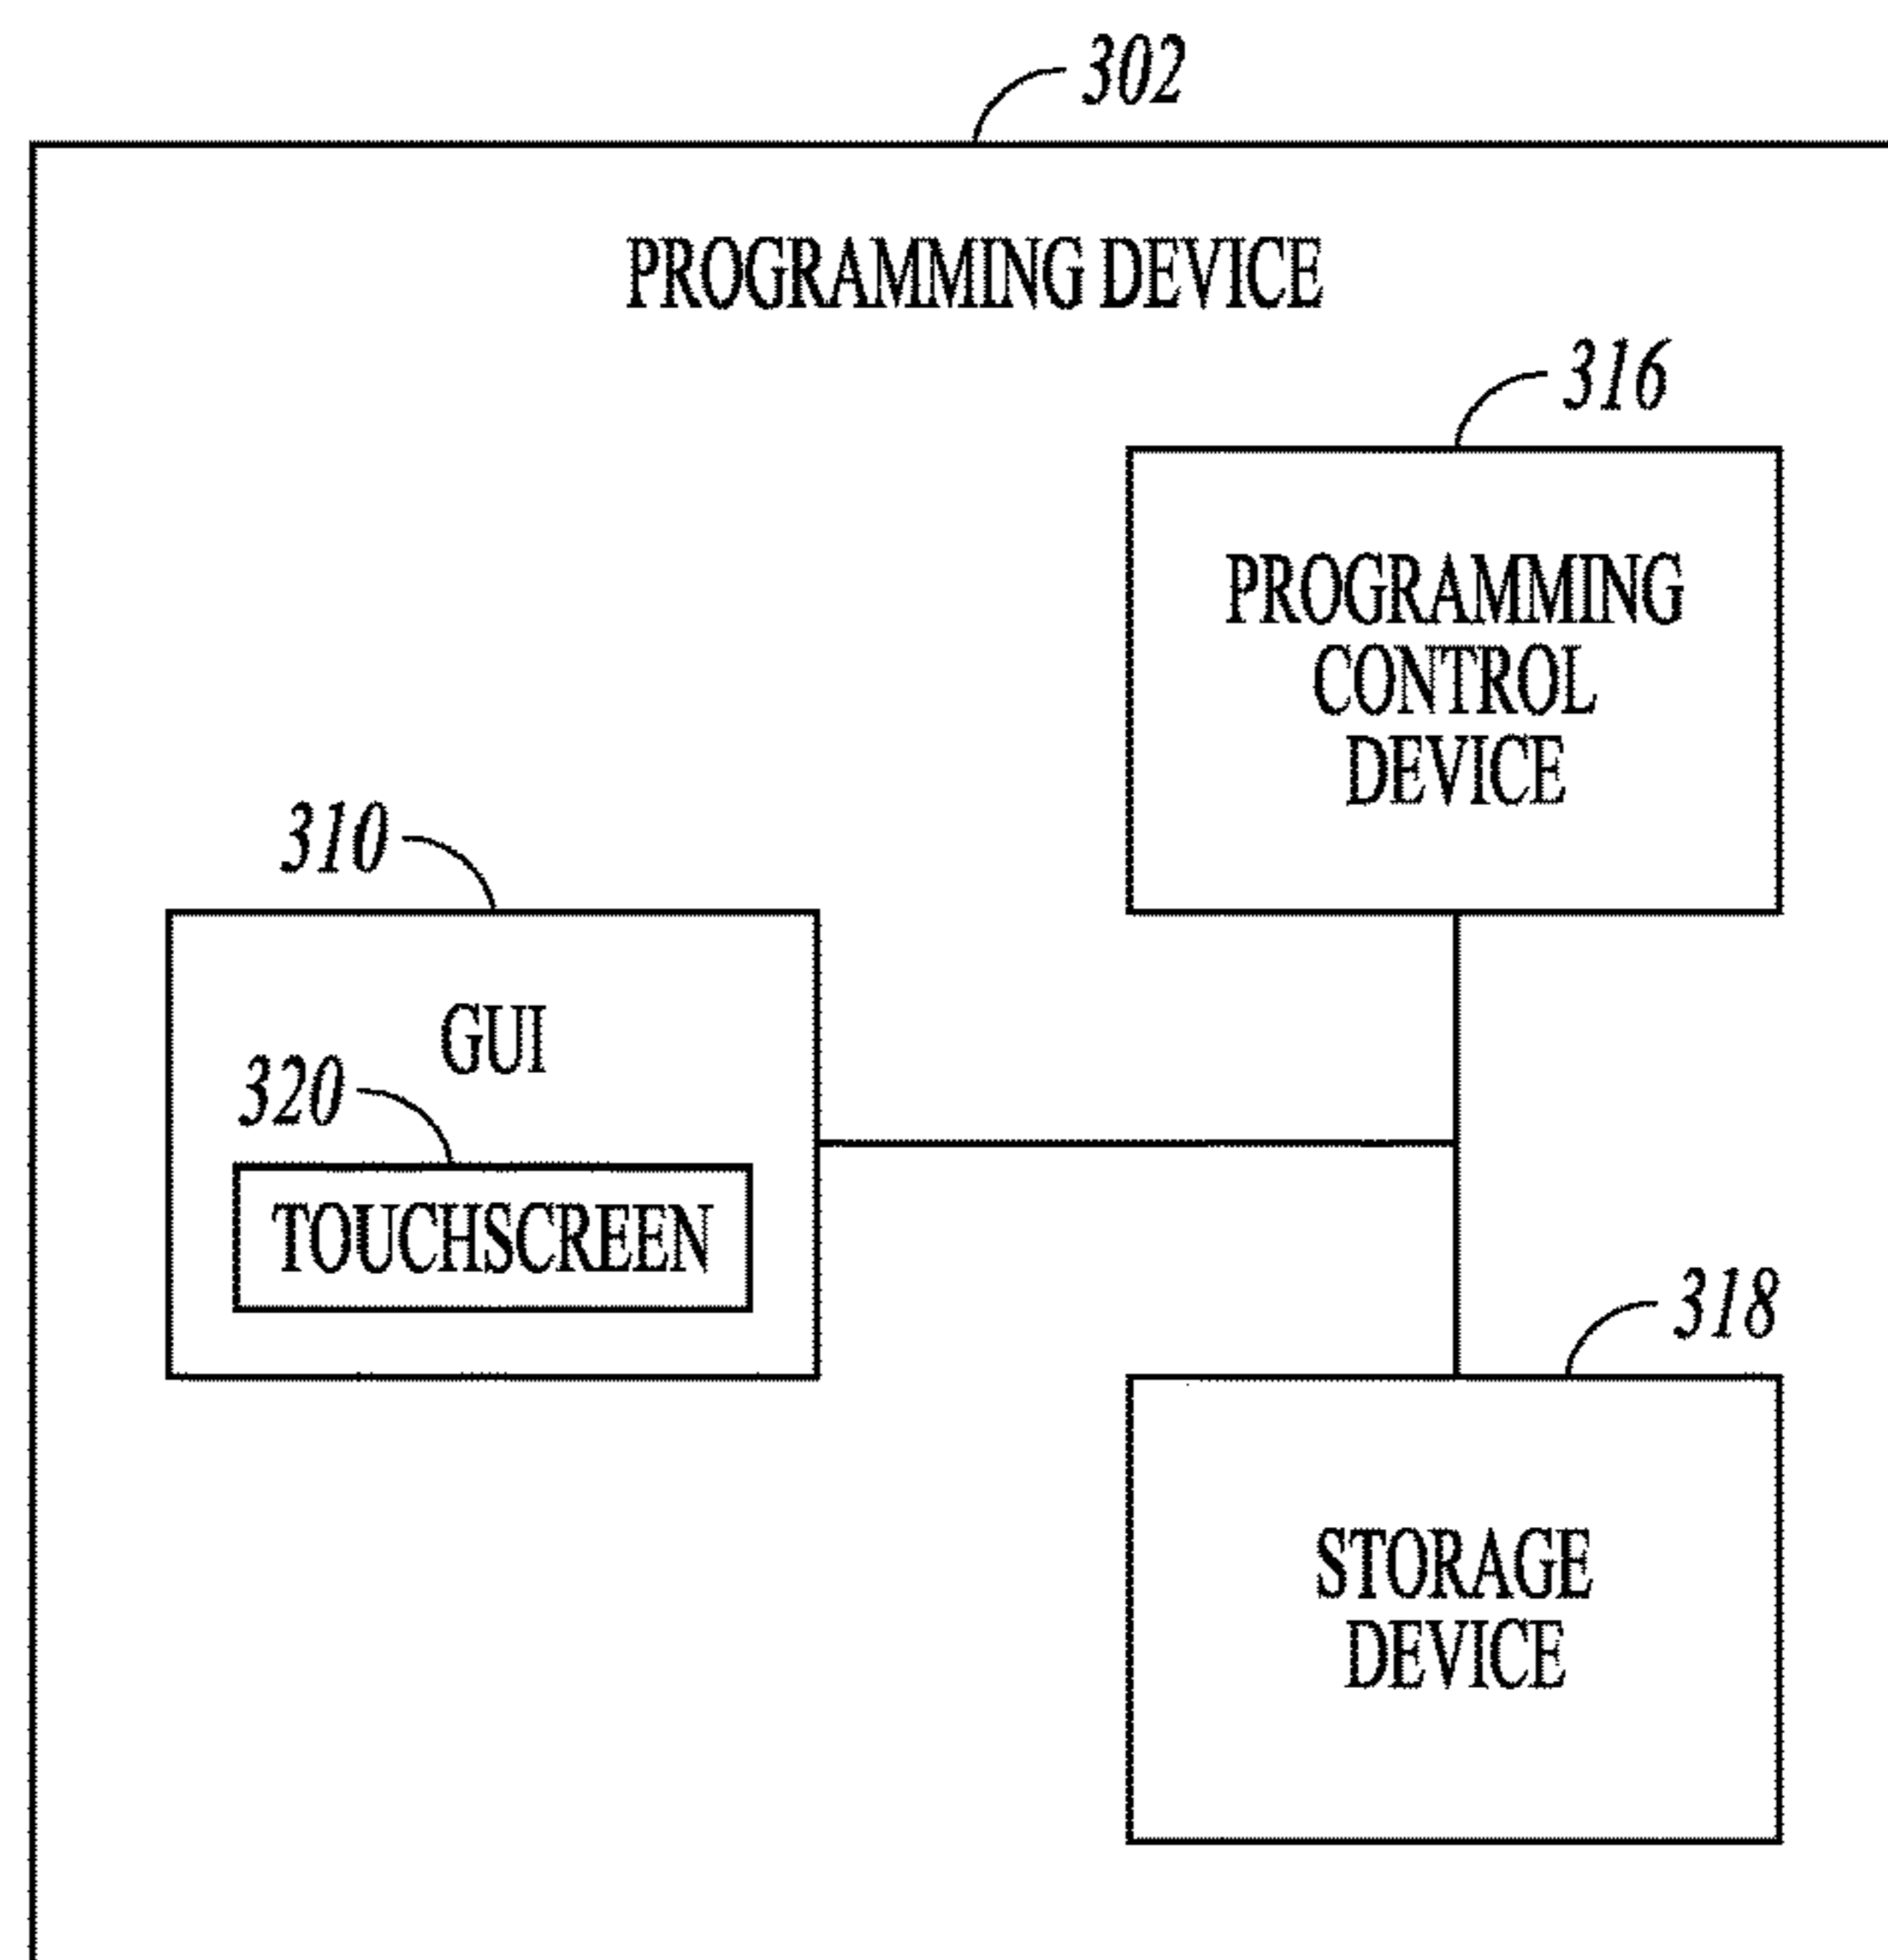 302
PROGRAMMING DEVICE
316
PROGRAMMING
CONTROL
DEVICE
310
GUI
320
TOUCHSCREEN
318
STORAGE
DEVICE